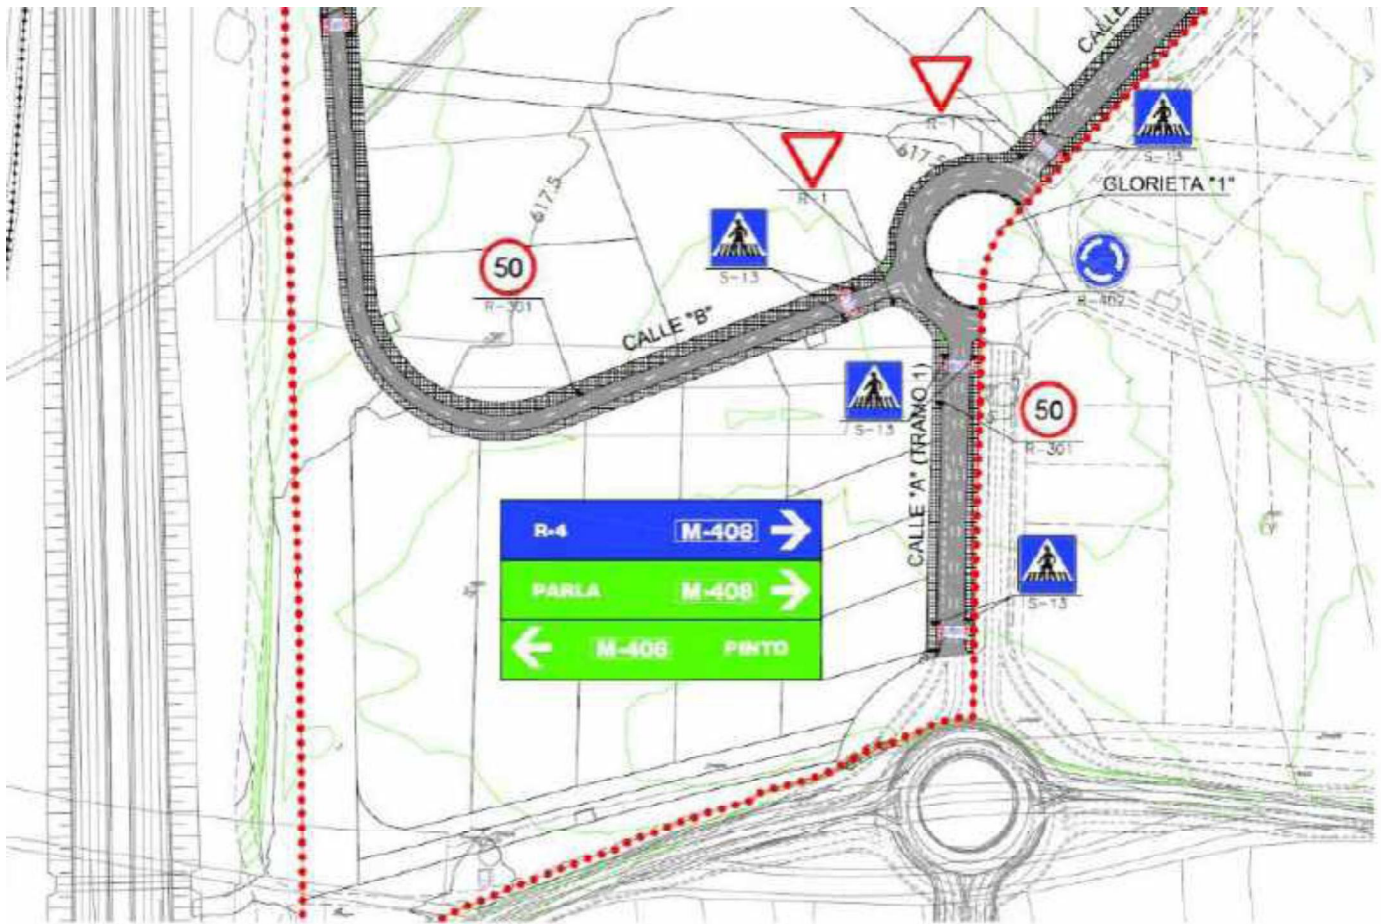 CALLE
R-1
617.5
S-13
GLORIETA "1"
R-1
617.5
50
S-13
R-402
R-301
CALLE "B"
CALLE "A" (TRAMO 1)
S-13
50
R-301
R-4 M-408
PARLA M-408
M-408 PINTO
S-13